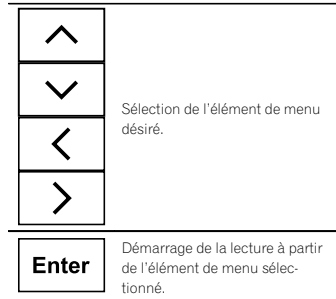 Sélection de l'élément de menu
désiré.
Enter
Démarrage de la lecture à partir
de l'élément de menu sélec-
tionné.